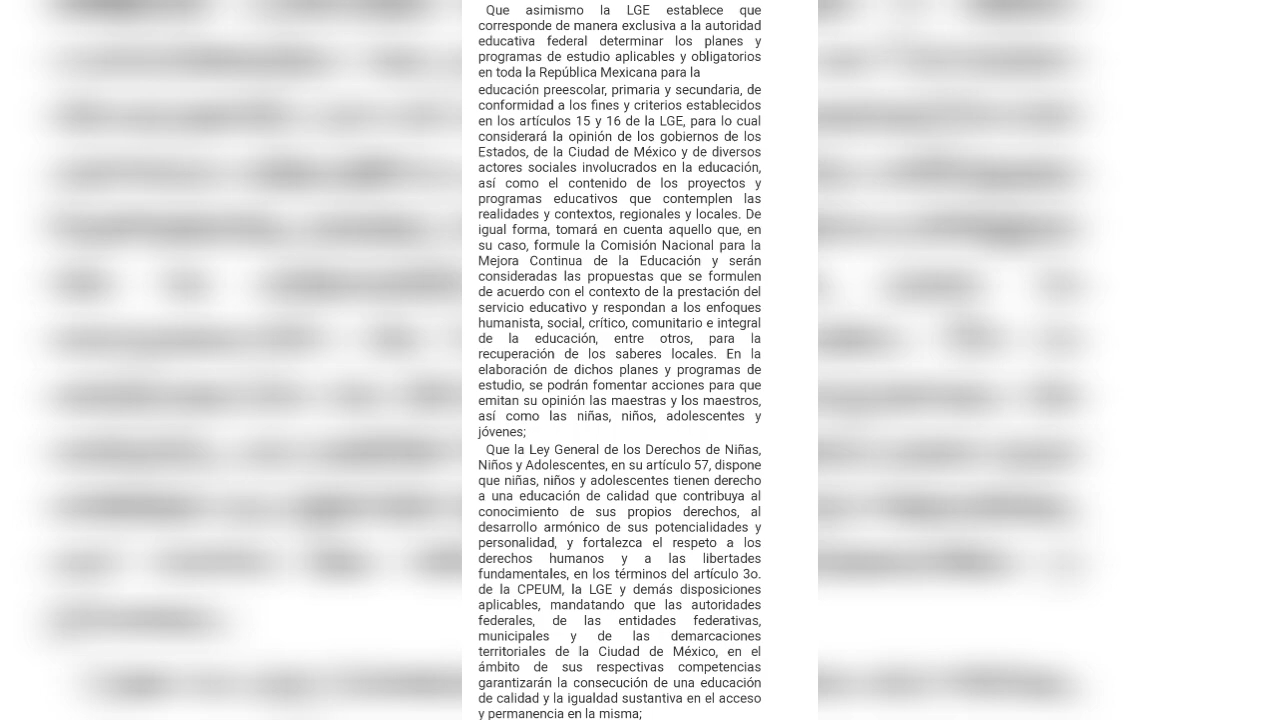 Que asimismo la LGE establece que
corresponde de manera exclusiva a la autoridad
educativa federal determinar los planes y
programas de estudio aplicables y obligatorios
en toda la República Mexicana para la
educación preescolar, primaria y secundaria, de
conformidad a los fines y criterios establecidos
en los artículos 15 y 16 de la LGE, para lo cual
considerará la opinión de los gobiernos de los
Estados, de la Ciudad de México y de diversos
actores sociales involucrados en la educación,
así como el contenido de los proyectos y
programas educativos que contemplen las
realidades y contextos, regionales y locales. De
igual forma, tomará en cuenta aquello que, en
su caso, formule la Comisión Nacional para la
Mejora Continua de la Educación y serán
consideradas las propuestas que se formulen
de acuerdo con el contexto de la prestación del
servicio educativo y respondan a los enfoques
humanista, social, crítico, comunitario e integral
de la educación, entre otros, para la
recuperación de los saberes locales. En la
elaboración de dichos planes y programas de
estudio, se podrán fomentar acciones para que
emitan su opinión las maestras y los maestros,
así como las niñas, niños, adolescentes y
jóvenes;
Que la Ley General de los Derechos de Niñas,
Niños y Adolescentes, en su artículo 57, dispone
que niñas, niños y adolescentes tienen derecho
a una educación de calidad que contribuya al
conocimiento de sus propios derechos, al
desarrollo armónico de sus potencialidades y
personalidad, y fortalezca el respeto a los
derechos humanos y a las libertades
fundamentales, en los términos del artículo 3o.
de la CPEUM, la LGE y demás disposiciones
aplicables, mandatando que las autoridades
federales, de las entidades federativas,
municipales y de las demarcaciones
territoriales de la Ciudad de México, en el
ámbito de sus respectivas competencias
garantizarán la consecución de una educación
de calidad y la igualdad sustantiva en el acceso
y permanencia en la misma;